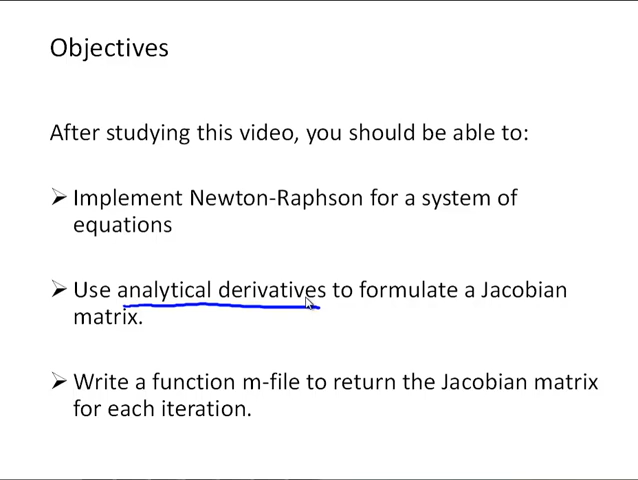 Objectives
After studying this video, you should be able to:
Implement Newton-Raphson for a system of
equations
Use analytical derivatives to formulate a Jacobian
matrix.
Write a function m-file to return the Jacobian matrix
for each iteration.